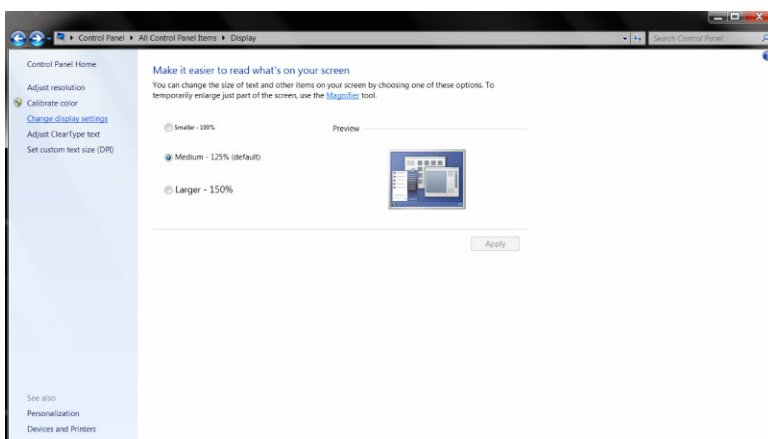 Control Panel ▸ All Control Panel Items ▸ Display
Search Control Panel
Control Panel Home
Adjust resolution
Calibrate color
Change display settings
Adjust ClearType text
Set custom text size (DPI)
See also
Personalization
Devices and Printers
Make it easier to read what's on your screen
You can change the size of text and other items on your screen by choosing one of these options. To
temporarily enlarge just part of the screen, use the Magnifier tool.
Smaller - 100%
Preview
Medium - 125% (default)
Larger - 150%
Apply